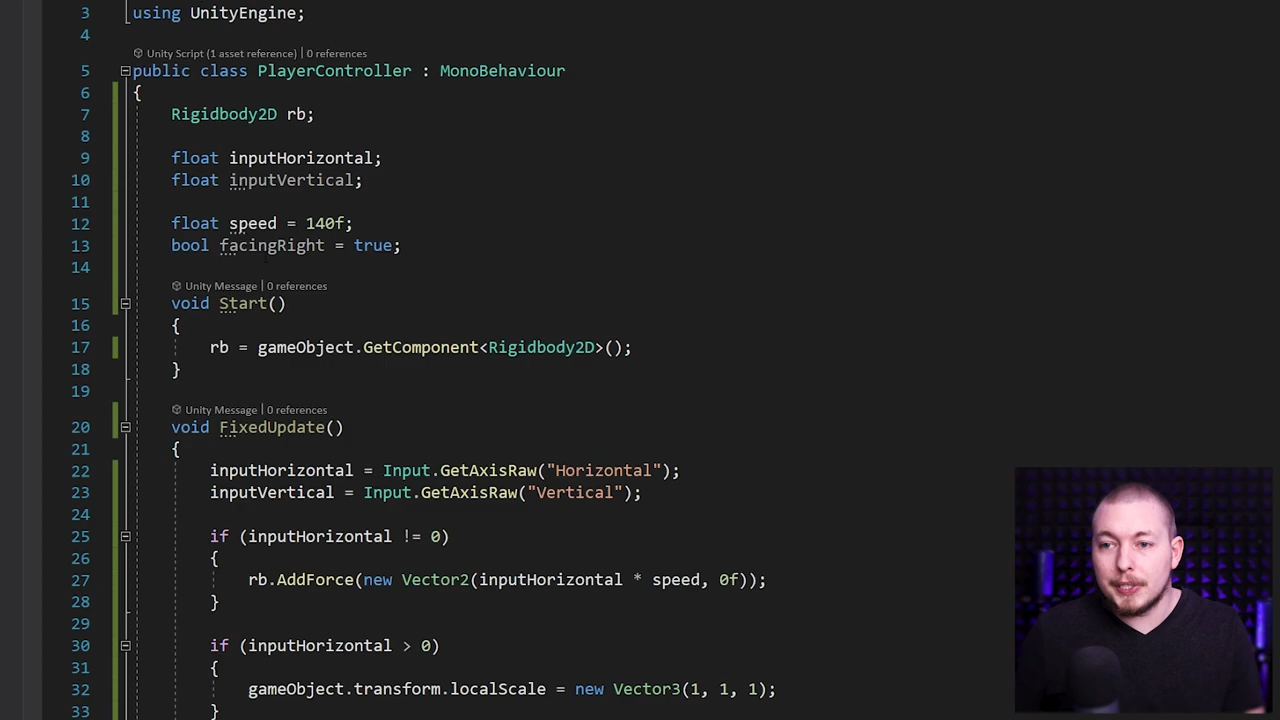 3 using UnityEngine;
4
Unity Script (1 asset reference) | 0 references
5 public class PlayerController : MonoBehaviour
6 {
7 Rigidbody2D rb;
8
9 float inputHorizontal;
10 float inputVertical;
11
12 float speed = 140f;
13 bool facingRight = true;
14
Unity Message | 0 references
15 void Start()
16 {
17 rb = gameObject.GetComponent<Rigidbody2D>();
18 }
19
Unity Message | 0 references
20 void FixedUpdate()
21 {
22 inputHorizontal = Input.GetAxisRaw("Horizontal");
23 inputVertical = Input.GetAxisRaw("Vertical");
24
25 if (inputHorizontal != 0)
26 {
27 rb.AddForce(new Vector2(inputHorizontal * speed, 0f));
28 }
29
30 if (inputHorizontal > 0)
31 {
32 gameObject.transform.localScale = new Vector3(1, 1, 1);
33 }